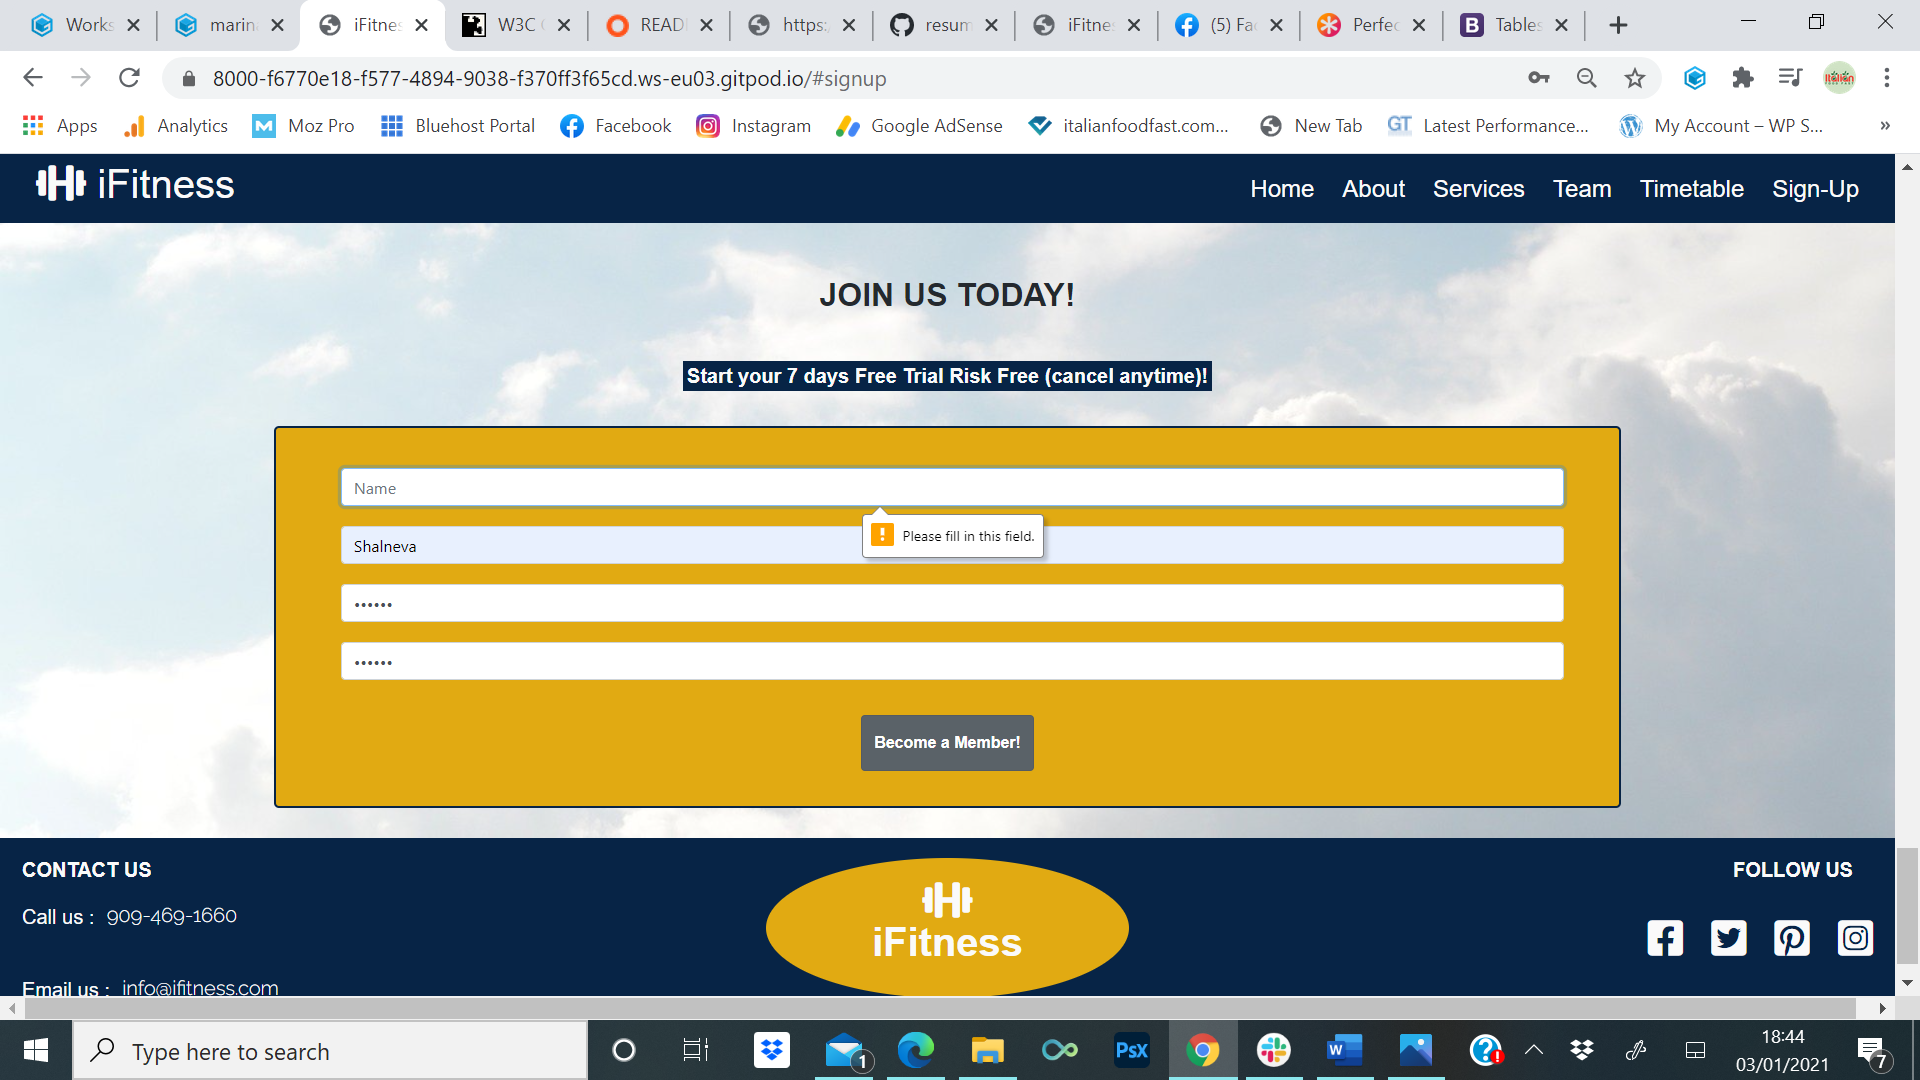 Works
marin
iFitnes
W3C
READ
https:
resum
iFitnes
(5) Fac
Perfec
Tables
8000-f6770e18-f577-4894-9038-f370ff3f65cd.ws-eu03.gitpod.io/#signup
Apps
Analytics
Moz Pro
Bluehost Portal
Facebook
Instagram
Google AdSense
italianfoodfast.com...
New Tab
GT Latest Performance...
My Account – WP S...
»
iFitness
Home About Services Team Timetable Sign-Up
JOIN US TODAY!
Start your 7 days Free Trial Risk Free (cancel anytime)!
Name
Please fill in this field.
Shalneva
••••••
••••••
Become a Member!
CONTACT US
Call us : 909-469-1660
Email us : info@ifitness.com
iFitness
FOLLOW US
Type here to search
1
PsX
W
18:44
03/01/2021
7